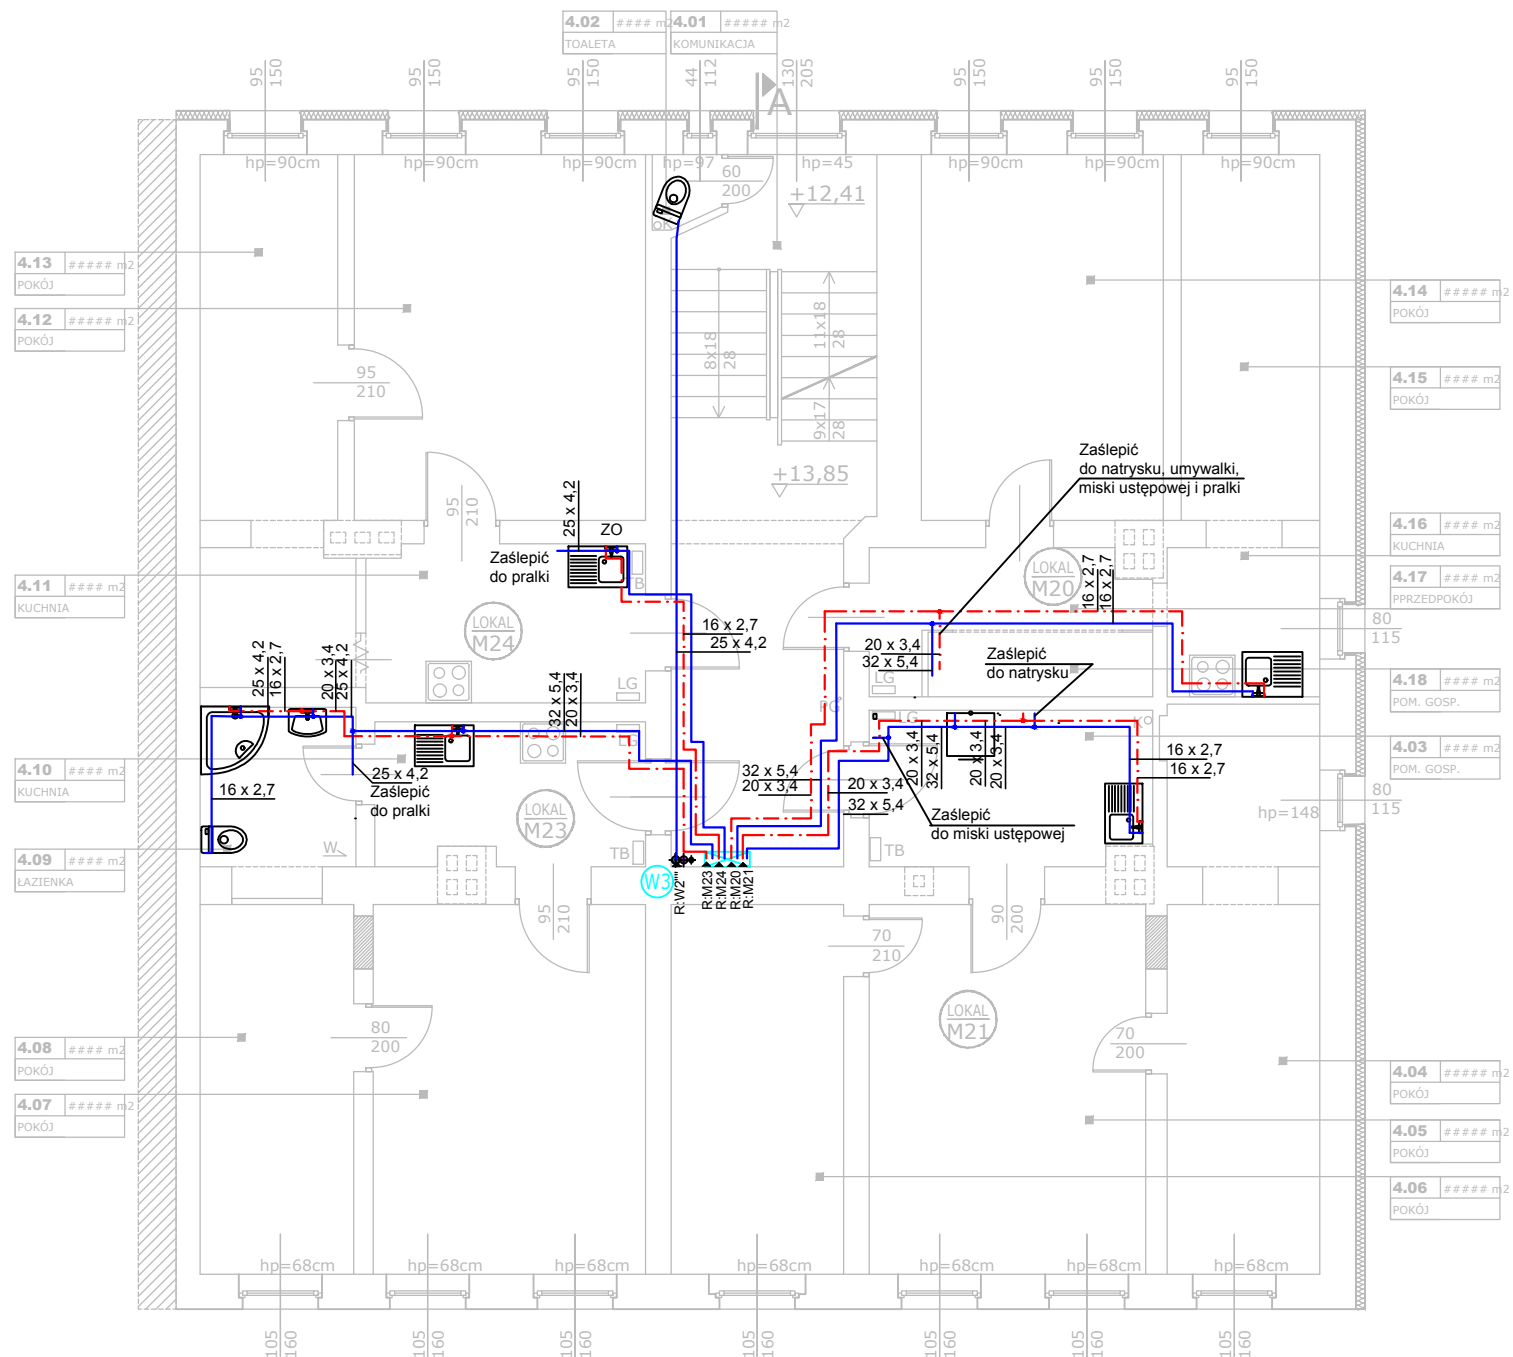 4.02 #### m2
TOALETA
4.01 ##### m2
KOMUNIKACJA
95
150
95
150
95
150
44
112
130
205
95
150
95
150
95
150
A
hp=90cm
hp=90cm
hp=90cm
hp=97
hp=45
hp=90cm
hp=90cm
hp=90cm
60
200
+12,41
4.13 ##### m2
POKÓJ
4.12 ##### m2
POKÓJ
4.14 ##### m2
POKÓJ
4.15 #### m2
POKÓJ
95
210
8x18
28
11x18
28
9x17
28
+13,85
Zaślepić
do natrysku, umywalki,
miski ustępowej i pralki
95
210
25 x 4,2
ZO
Zaślepić
do pralki
TB
4.16 #### m2
KUCHNIA
4.17 #### m2
PPRZEDPOKÓJ
4.11 #### m2
KUCHNIA
LOKAL
M24
LOKAL
M20
16 x 2,7
16 x 2,7
80
115
16 x 2,7
25 x 4,2
20 x 3,4
32 x 5,4
Zaślepić
do natrysku
25 x 4,2
16 x 2,7
20 x 3,4
25 x 4,2
32 x 5,4
20 x 3,4
LG
LG
4.18 #### m2
POM. GOSP.
LG
LG
4.03 #### m2
POM. GOSP.
20 x 3,4
32 x 5,4
20 x 3,4
20 x 3,4
16 x 2,7
16 x 2,7
4.10 #### m2
KUCHNIA
25 x 4,2
Zaślepić
do pralki
16 x 2,7
32 x 5,4
20 x 3,4
20 x 3,4
32 x 5,4
Zaślepić
do miski ustępowej
LOKAL
M23
hp=148
80
115
4.09 #### m2
ŁAZIENKA
W
TB
TB
W3
R:W2"
R:M23
R:M24
R:M20
R:M21
95
210
70
210
90
200
LOKAL
M21
4.08 #### m2
POKÓJ
80
200
70
200
4.07 ##### m2
POKÓJ
4.04 ##### m2
POKÓJ
4.05 ##### m2
POKÓJ
4.06 ##### m2
POKÓJ
hp=68cm
hp=68cm
hp=68cm
hp=68cm
hp=68cm
hp=68cm
hp=68cm
105
160
105
160
105
160
105
160
105
160
105
160
105
160